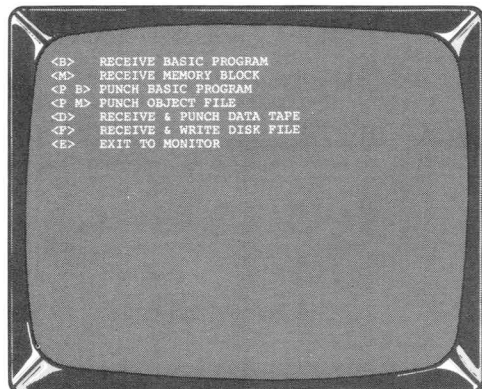 <B>   RECEIVE BASIC PROGRAM
<M>   RECEIVE MEMORY BLOCK
<P B> PUNCH BASIC PROGRAM
<P M> PUNCH OBJECT FILE
<D>   RECEIVE & PUNCH DATA TAPE
<F>   RECEIVE & WRITE DISK FILE
<E>   EXIT TO MONITOR